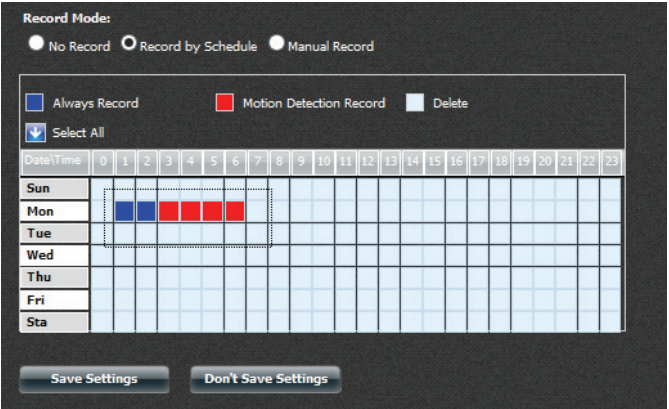 Record Mode:
No Record Record by Schedule Manual Record
Always Record Motion Detection Record Delete
Select All
Date\Time 0 1 2 3 4 5 6 7 8 9 10 11 12 13 14 15 16 17 18 19 20 21 22 23
Sun
Mon
Tue
Wed
Thu
Fri
Sta
Save Settings Don't Save Settings